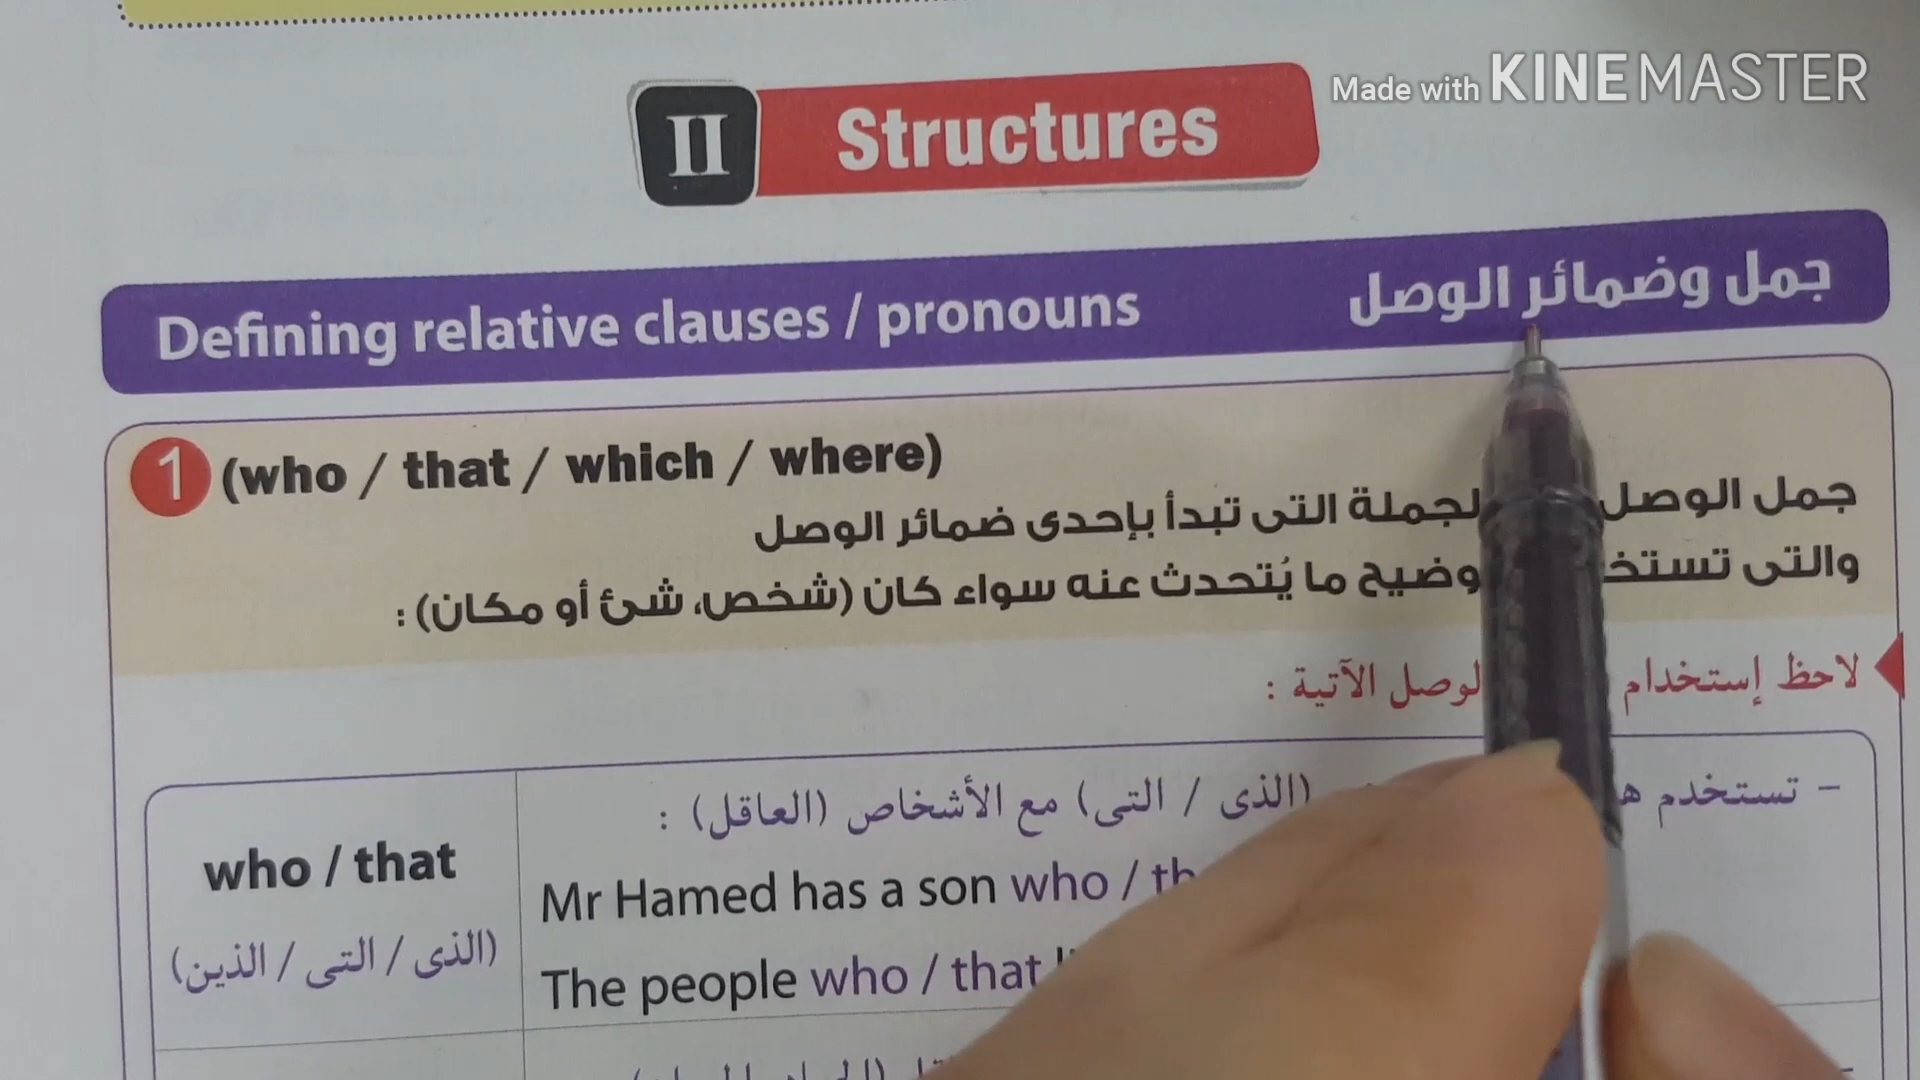 Made with KINEMASTER
II Structures
Defining relative clauses / pronouns جمل وضمائر الوصل
1 (who / that / which / where)
جمل الوصل لجملة التى تبدأ بإحدى ضمائر الوصل
والتى تستخد وضيح ما يُتحدث عنه سواء كان (شخص، شئ أو مكان) :
لاحظ إستخدام لوصل الآتية :
- تستخدم (الذى / التى) مع الأشخاص (العاقل) :
who / that
Mr Hamed has a son who /
(الذى / التى / الذين)
The people who / that